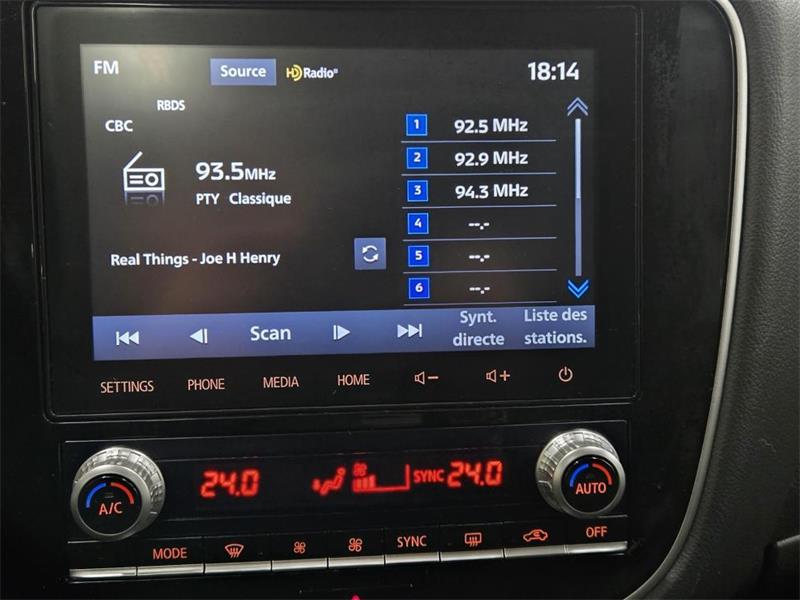 FM Source HD Radio 18:14
RBDS
CBC
93.5 MHz
PTY Classique
Real Things - Joe H Henry
1 92.5 MHz
2 92.9 MHz
3 94.3 MHz
4 --.-
5 --.-
6 --.-
Scan
Synt. directe
Liste des stations.
SETTINGS PHONE MEDIA HOME
24.0 SYNC 24.0
A/C
AUTO
MODE SYNC OFF